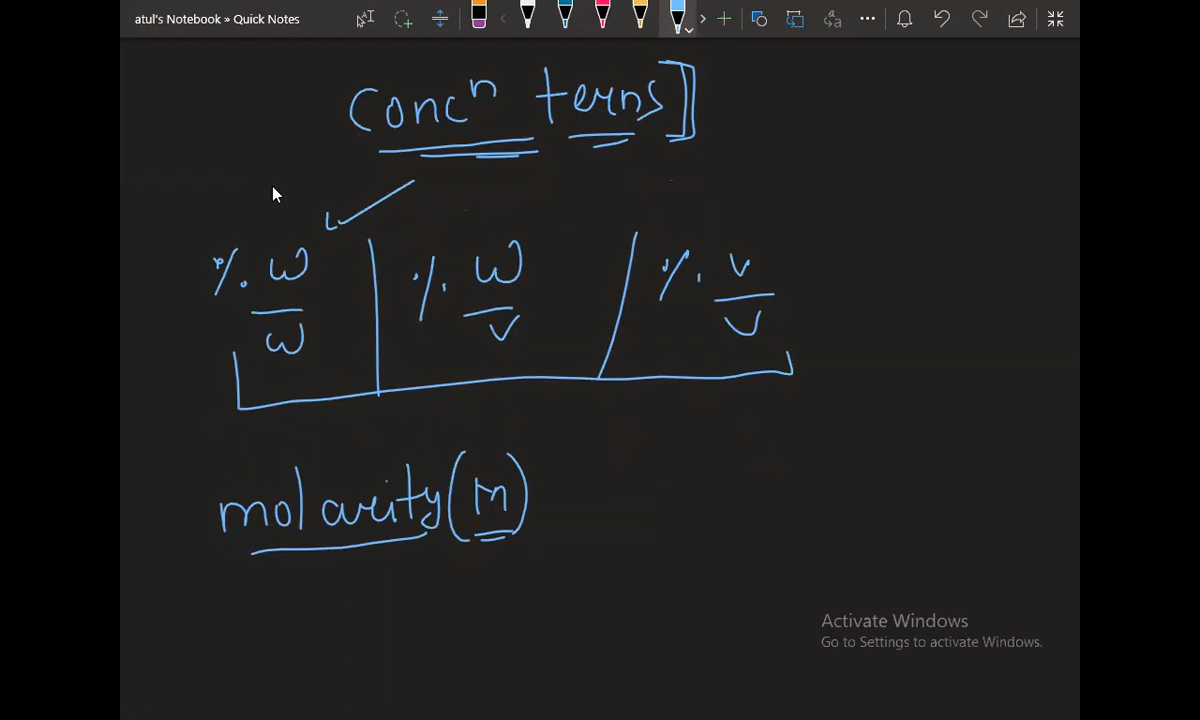 atul's Notebook » Quick Notes
Concⁿ terms]
% w/w | % w/v | % v/v
molarity (M)
Activate Windows
Go to Settings to activate Windows.